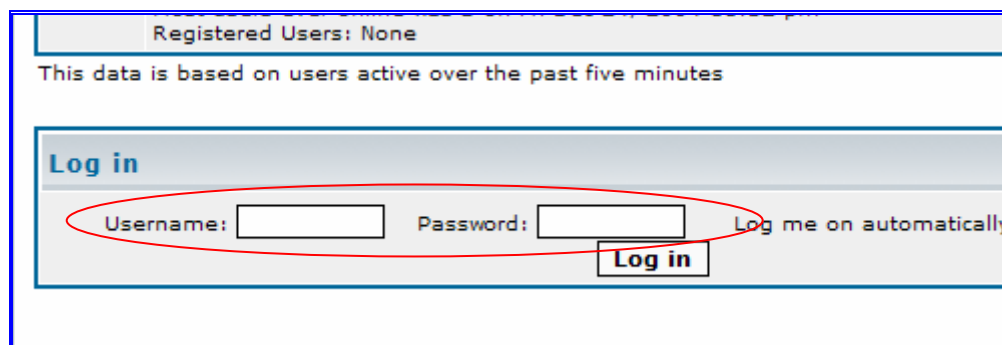 Registered Users: None
This data is based on users active over the past five minutes
Log in
Username: Password: Log me on automatically
Log in